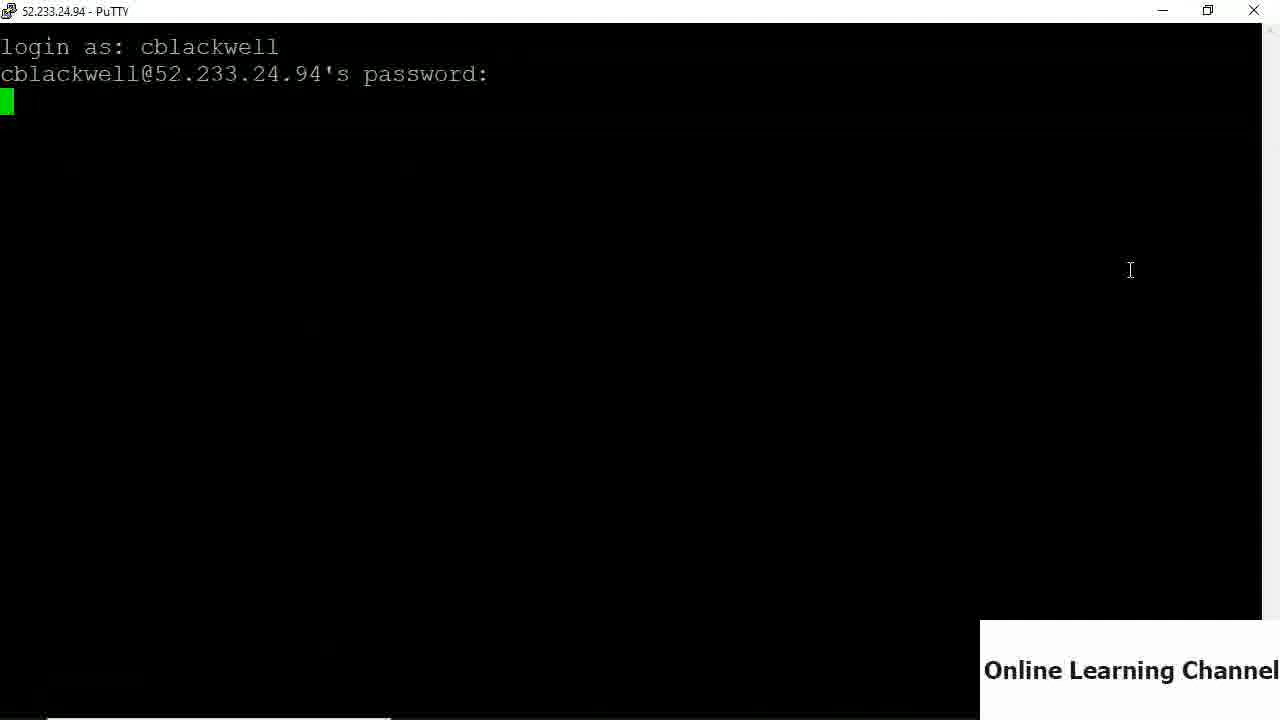 52.233.24.94 - PuTTY
login as: cblackwell
cblackwell@52.233.24.94's password:
Online Learning Channel